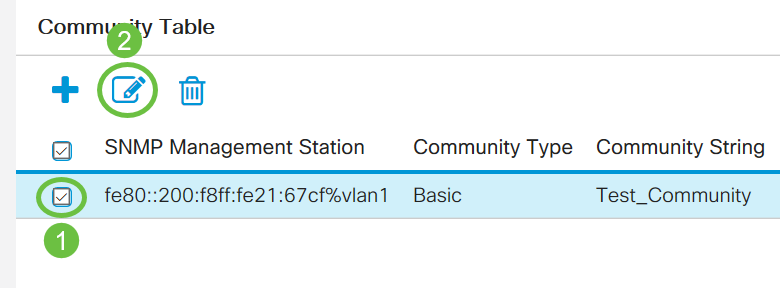 Community Table
2
SNMP Management Station Community Type Community String
fe80::200:f8ff:fe21:67cf%vlan1 Basic Test_Community
1